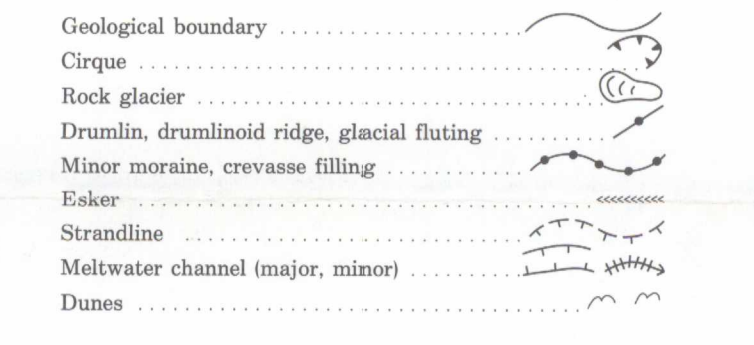 Geological boundary
Cirque
Rock glacier
Drumlin, drumlinoid ridge, glacial fluting
Minor moraine, crevasse filling
Esker
Strandline
Meltwater channel (major, minor)
Dunes